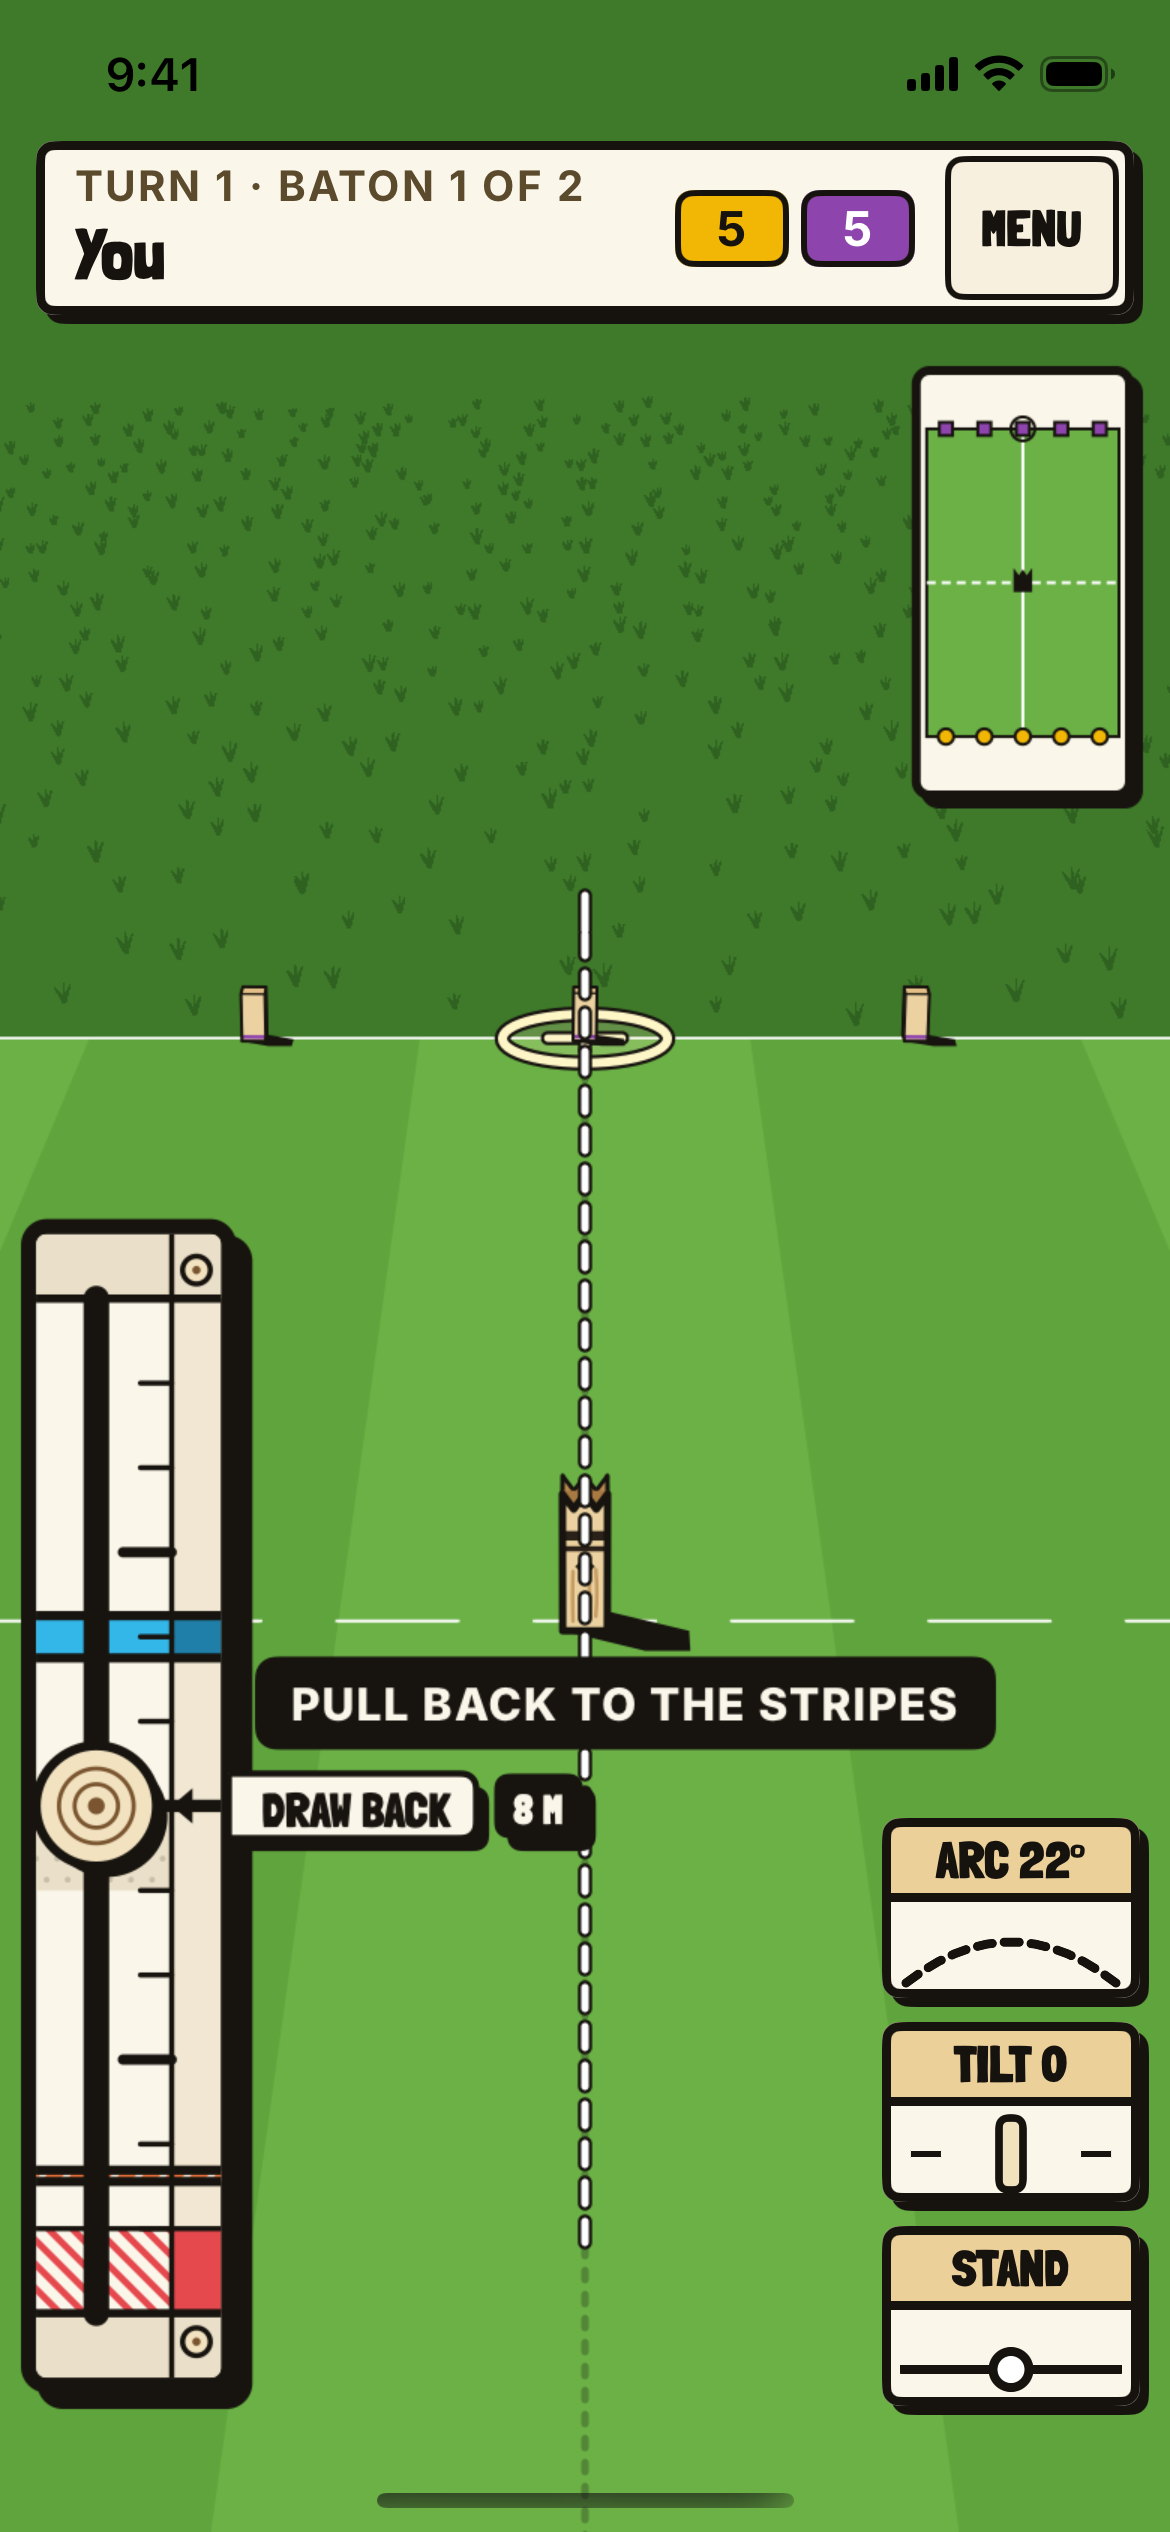 9:41
TURN 1 · BATON 1 OF 2
You
5
5
MENU
PULL BACK TO THE STRIPES
DRAW BACK
8 M
ARC 22°
TILT 0
STAND